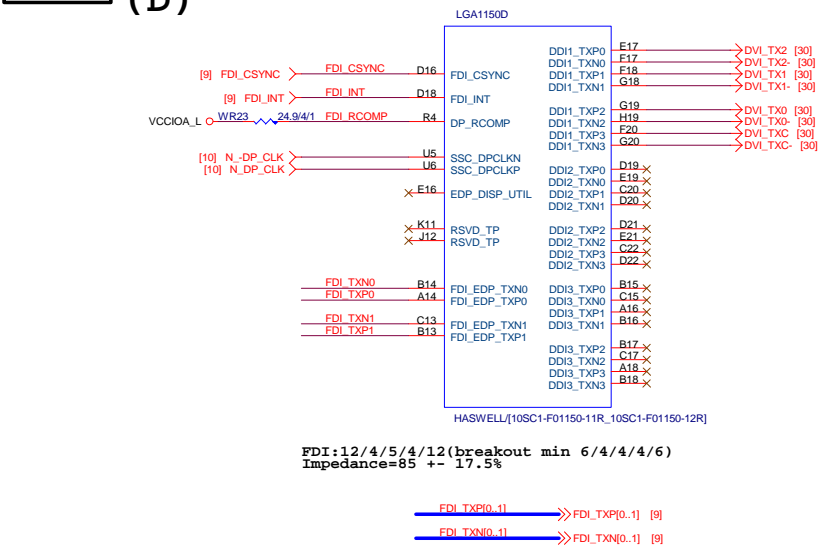 (D)
LGA1150D
[9] FDI_CSYNC FDI_CSYNC D16 FDI_CSYNC
[9] FDI_INT FDI_INT D18 FDI_INT
VCCIOA_L WR23 24.9/4/1 FDI_RCOMP R4 DP_RCOMP
[10] N_-DP_CLK U5 SSC_DPCLKN
[10] N_DP_CLK U6 SSC_DPCLKP
E16 EDP_DISP_UTIL
K11 RSVD_TP
J12 RSVD_TP
FDI_TXN0 B14 FDI_EDP_TXN0
FDI_TXP0 A14 FDI_EDP_TXP0
FDI_TXN1 C13 FDI_EDP_TXN1
FDI_TXP1 B13 FDI_EDP_TXP1
DDI1_TXP0 E17 DVI_TX2 [30]
DDI1_TXN0 F17 DVI_TX2- [30]
DDI1_TXP1 F18 DVI_TX1 [30]
DDI1_TXN1 G18 DVI_TX1- [30]
DDI1_TXP2 G19 DVI_TX0 [30]
DDI1_TXN2 H19 DVI_TX0- [30]
DDI1_TXP3 F20 DVI_TXC [30]
DDI1_TXN3 G20 DVI_TXC- [30]
DDI2_TXP0 D19
DDI2_TXN0 E19
DDI2_TXP1 C20
DDI2_TXN1 D20
DDI2_TXP2 D21
DDI2_TXN2 E21
DDI2_TXP3 C22
DDI2_TXN3 D22
DDI3_TXP0 B15
DDI3_TXN0 C15
DDI3_TXP1 A16
DDI3_TXN1 B16
DDI3_TXP2 B17
DDI3_TXN2 C17
DDI3_TXP3 A18
DDI3_TXN3 B18
HASWELL/[10SC1-F01150-11R_10SC1-F01150-12R]
FDI:12/4/5/4/12(breakout min 6/4/4/4/6)
Impedance=85 +- 17.5%
FDI_TXP[0..1] FDI_TXP[0..1] [9]
FDI_TXN[0..1] FDI_TXN[0..1] [9]